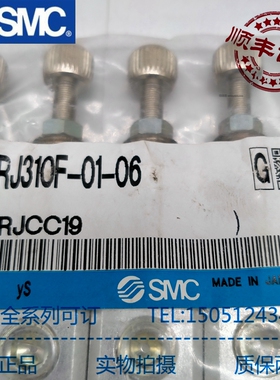 SMC
顺丰
RJ310F-01-06
G
RJCC19
)
yS
SMC
MADE IN JA
全系列可订
TEL:15051243
正品
实物拍摄
质保